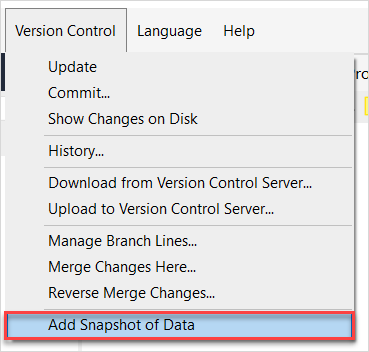 Version Control Language Help
Update
Commit...
Show Changes on Disk
History...
Download from Version Control Server...
Upload to Version Control Server...
Manage Branch Lines...
Merge Changes Here...
Reverse Merge Changes...
Add Snapshot of Data